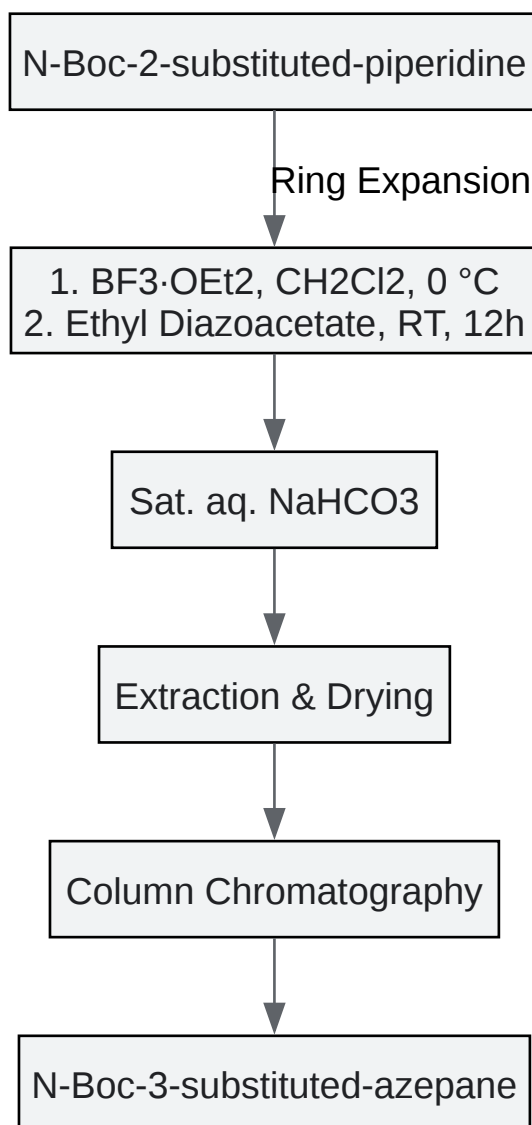 N-Boc-2-substituted-piperidine
Ring Expansion
1. BF3·OEt2, CH2Cl2, 0 °C
2. Ethyl Diazoacetate, RT, 12h
Sat. aq. NaHCO3
Extraction & Drying
Column Chromatography
N-Boc-3-substituted-azepane